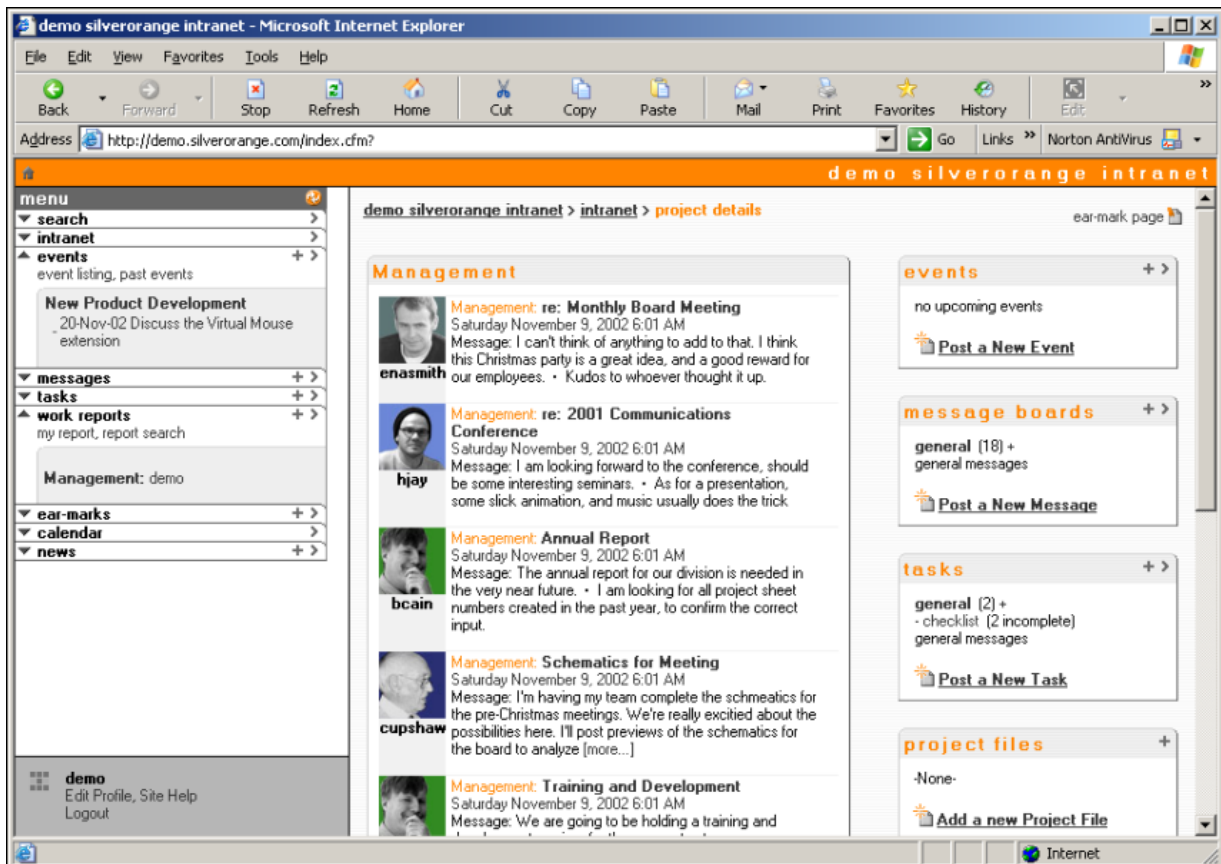 demo silverorange intranet - Microsoft Internet Explorer
File Edit View Favorites Tools Help
Back Forward Stop Refresh Home Cut Copy Paste Mail Print Favorites History Edit
Address http://demo.silverorange.com/index.cfm? Go Links » Norton AntiVirus
demo silverorange intranet
menu
search
intranet
events
event listing, past events
New Product Development
- 20-Nov-02 Discuss the Virtual Mouse
extension
messages
tasks
work reports
my report, report search
Management: demo
ear-marks
calendar
news
demo
Edit Profile, Site Help
Logout
demo silverorange intranet > intranet > project details
ear-mark page
Management
Management: re: Monthly Board Meeting
Saturday November 9, 2002 6:01 AM
Message: I can't think of anything to add to that. I think
this Christmas party is a great idea, and a good reward for
our employees. • Kudos to whoever thought it up.
enasmith
Management: re: 2001 Communications
Conference
Saturday November 9, 2002 6:01 AM
Message: I am looking forward to the conference, should
be some interesting seminars. • As for a presentation,
some slick animation, and music usually does the trick
hjay
Management: Annual Report
Saturday November 9, 2002 6:01 AM
Message: The annual report for our division is needed in
the very near future. • I am looking for all project sheet
numbers created in the past year, to confirm the correct
input.
bcain
Management: Schematics for Meeting
Saturday November 9, 2002 6:01 AM
Message: I'm having my team complete the schmeatics for
the pre-Christmas meetings. We're really excitied about the
possibilities here. I'll post previews of the schematics for
the board to analyze [more...]
cupshaw
Management: Training and Development
Saturday November 9, 2002 6:01 AM
Message: We are going to be holding a training and
events + >
no upcoming events
Post a New Event
message boards + >
general (18) +
general messages
Post a New Message
tasks + >
general (2) +
- checklist (2 incomplete)
general messages
Post a New Task
project files +
-None-
Add a new Project File
Internet